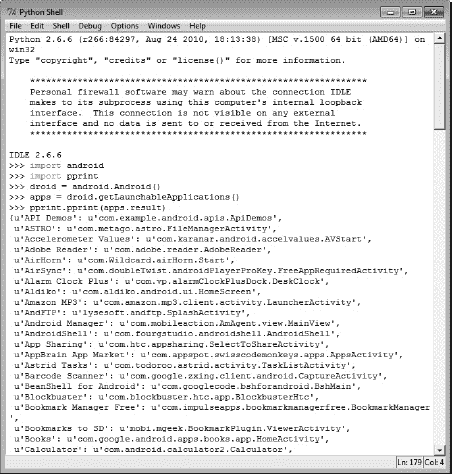 Python Shell
File Edit Shell Debug Options Windows Help
Python 2.6.6 (r266:84297, Aug 24 2010, 18:13:38) [MSC v.1500 64 bit (AMD64)] on
win32
Type "copyright", "credits" or "license()" for more information.
****************************************************************
Personal firewall software may warn about the connection IDLE
makes to its subprocess using this computer's internal loopback
interface. This connection is not visible on any external
interface and no data is sent to or received from the Internet.
****************************************************************
IDLE 2.6.6
>>> import android
>>> import pprint
>>> droid = android.Android()
>>> apps = droid.getLaunchableApplications()
>>> pprint.pprint(apps.result)
{u'API Demos': u'com.example.android.apis.ApiDemos',
u'ASTRO': u'com.metago.astro.FileManagerActivity',
u'Accelerometer Values': u'com.karanar.android.accelvalues.AVStart',
u'Adobe Reader': u'com.adobe.reader.AdobeReader',
u'AirHorn': u'com.Wildcard.airHorn.Start',
u'AirSync': u'com.doubleTwist.androidPlayerProKey.FreeAppRequiredActivity',
u'Alarm Clock Plus': u'com.vp.alarmClockPlusDock.DeskClock',
u'Aldiko': u'com.aldiko.android.ui.HomeScreen',
u'Amazon MP3': u'com.amazon.mp3.client.activity.LauncherActivity',
u'AndFTP': u'lysesoft.andftp.SplashActivity',
u'Android Manager': u'com.mobileaction.AmAgent.view.MainView',
u'AndroidShell': u'com.fourgstudio.androidshell.AndroidShell',
u'App Sharing': u'com.htc.appsharing.SelectToShareActivity',
u'AppBrain App Market': u'com.appspot.swisscodemonkeys.apps.AppsActivity',
u'Astrid Tasks': u'com.todoroo.astrid.activity.TaskListActivity',
u'Barcode Scanner': u'com.google.zxing.client.android.CaptureActivity',
u'BeanShell for Android': u'com.googlecode.bshforandroid.BshMain',
u'Blockbuster': u'com.blockbuster.htc.app.BlockbusterHtc',
u'Bookmark Manager Free': u'com.impulseapps.bookmarkmanagerfree.BookmarkManager
',
u'Bookmarks to SD': u'mobi.mgeek.BookmarkPlugin.ViewerActivity',
u'Books': u'com.google.android.apps.books.app.HomeActivity',
u'Calculator': u'com.android.calculator2.Calculator',
Ln: 179 Col: 4